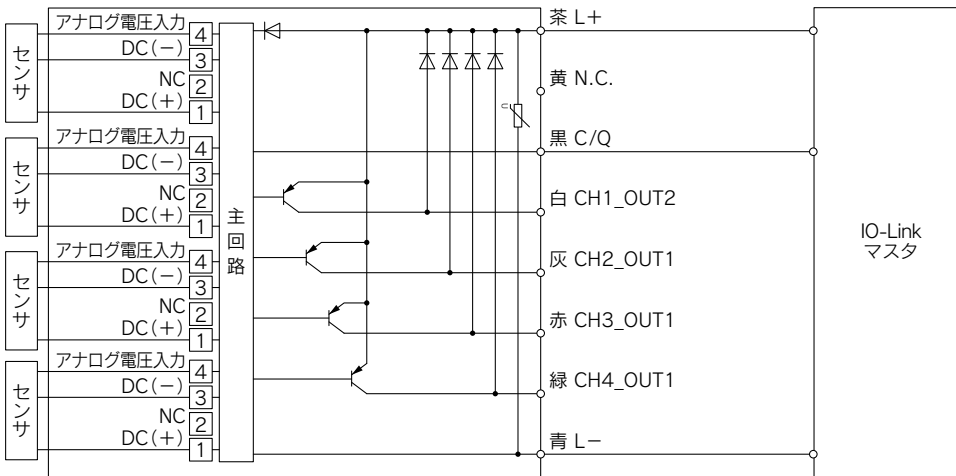 センサ
アナログ電圧入力 4
DC(−) 3
NC 2
DC(+) 1
センサ
アナログ電圧入力 4
DC(−) 3
NC 2
DC(+) 1
センサ
アナログ電圧入力 4
DC(−) 3
NC 2
DC(+) 1
センサ
アナログ電圧入力 4
DC(−) 3
NC 2
DC(+) 1
主回路
U
茶 L+
黄 N.C.
黒 C/Q
白 CH1_OUT2
灰 CH2_OUT1
赤 CH3_OUT1
緑 CH4_OUT1
青 L−
IO-Link
マスタ